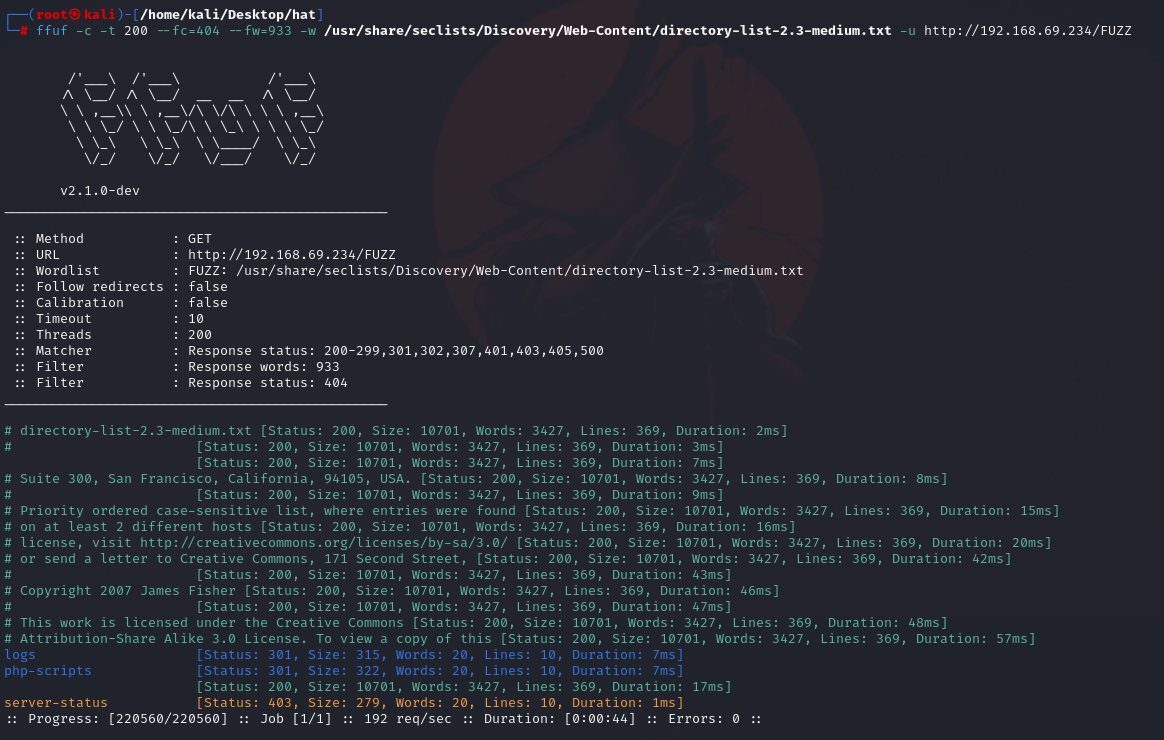 ┌──(root㉿kali)-[/home/kali/Desktop/hat]
└─# ffuf -c -t 200 --fc=404 --fw=933 -w /usr/share/seclists/Discovery/Web-Content/directory-list-2.3-medium.txt -u http://192.168.69.234/FUZZ
        /'___\  /'___\           /'___\
       /\ \__/ /\ \__/  __  __  /\ \__/
       \ \ ,__\\ \ ,__\/\ \/\ \ \ \ ,__\
        \ \ \_/ \ \ \_/\ \ \_\ \ \ \ \_/
         \ \_\   \ \_\  \ \____/  \ \_\
          \/_/    \/_/   \/___/    \/_/
       v2.1.0-dev
________________________________________________
 :: Method           : GET
 :: URL              : http://192.168.69.234/FUZZ
 :: Wordlist         : FUZZ: /usr/share/seclists/Discovery/Web-Content/directory-list-2.3-medium.txt
 :: Follow redirects : false
 :: Calibration      : false
 :: Timeout          : 10
 :: Threads          : 200
 :: Matcher          : Response status: 200-299,301,302,307,401,403,405,500
 :: Filter           : Response words: 933
 :: Filter           : Response status: 404
________________________________________________
# directory-list-2.3-medium.txt [Status: 200, Size: 10701, Words: 3427, Lines: 369, Duration: 2ms]
#                       [Status: 200, Size: 10701, Words: 3427, Lines: 369, Duration: 3ms]
                        [Status: 200, Size: 10701, Words: 3427, Lines: 369, Duration: 7ms]
# Suite 300, San Francisco, California, 94105, USA. [Status: 200, Size: 10701, Words: 3427, Lines: 369, Duration: 8ms]
#                       [Status: 200, Size: 10701, Words: 3427, Lines: 369, Duration: 9ms]
# Priority ordered case-sensitive list, where entries were found [Status: 200, Size: 10701, Words: 3427, Lines: 369, Duration: 15ms]
# on at least 2 different hosts [Status: 200, Size: 10701, Words: 3427, Lines: 369, Duration: 16ms]
# license, visit http://creativecommons.org/licenses/by-sa/3.0/ [Status: 200, Size: 10701, Words: 3427, Lines: 369, Duration: 20ms]
# or send a letter to Creative Commons, 171 Second Street, [Status: 200, Size: 10701, Words: 3427, Lines: 369, Duration: 42ms]
#                       [Status: 200, Size: 10701, Words: 3427, Lines: 369, Duration: 43ms]
# Copyright 2007 James Fisher [Status: 200, Size: 10701, Words: 3427, Lines: 369, Duration: 46ms]
#                       [Status: 200, Size: 10701, Words: 3427, Lines: 369, Duration: 47ms]
# This work is licensed under the Creative Commons [Status: 200, Size: 10701, Words: 3427, Lines: 369, Duration: 48ms]
# Attribution-Share Alike 3.0 License. To view a copy of this [Status: 200, Size: 10701, Words: 3427, Lines: 369, Duration: 57ms]
logs                    [Status: 301, Size: 315, Words: 20, Lines: 10, Duration: 7ms]
php-scripts             [Status: 301, Size: 322, Words: 20, Lines: 10, Duration: 7ms]
                        [Status: 200, Size: 10701, Words: 3427, Lines: 369, Duration: 17ms]
server-status           [Status: 403, Size: 279, Words: 20, Lines: 10, Duration: 1ms]
:: Progress: [220560/220560] :: Job [1/1] :: 192 req/sec :: Duration: [0:00:44] :: Errors: 0 ::